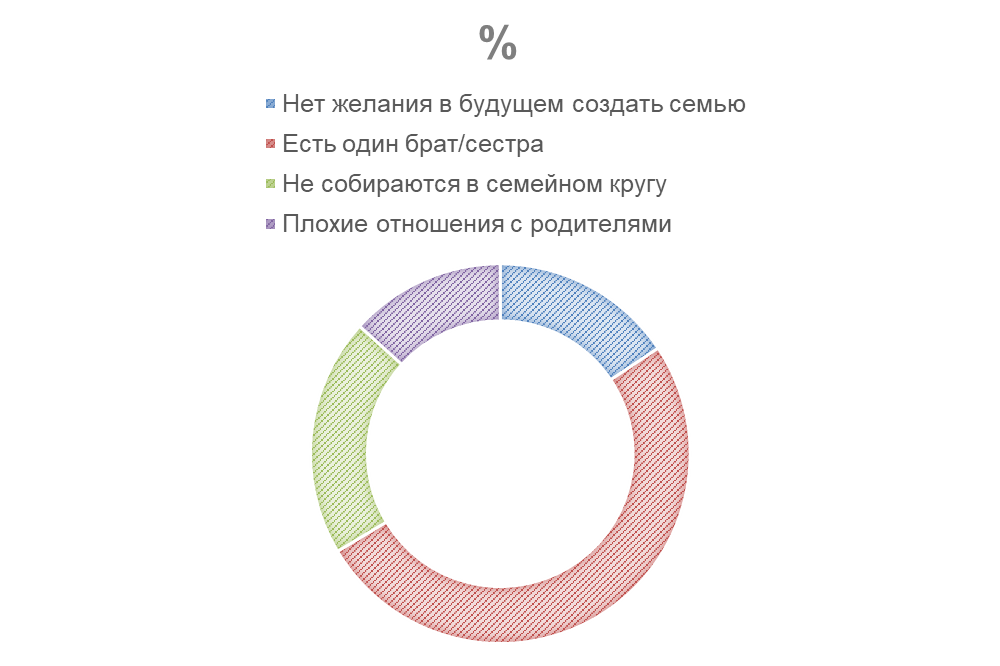 %
Нет желания в будущем создать семью
Есть один брат/сестра
Не собираются в семейном кругу
Плохие отношения с родителями